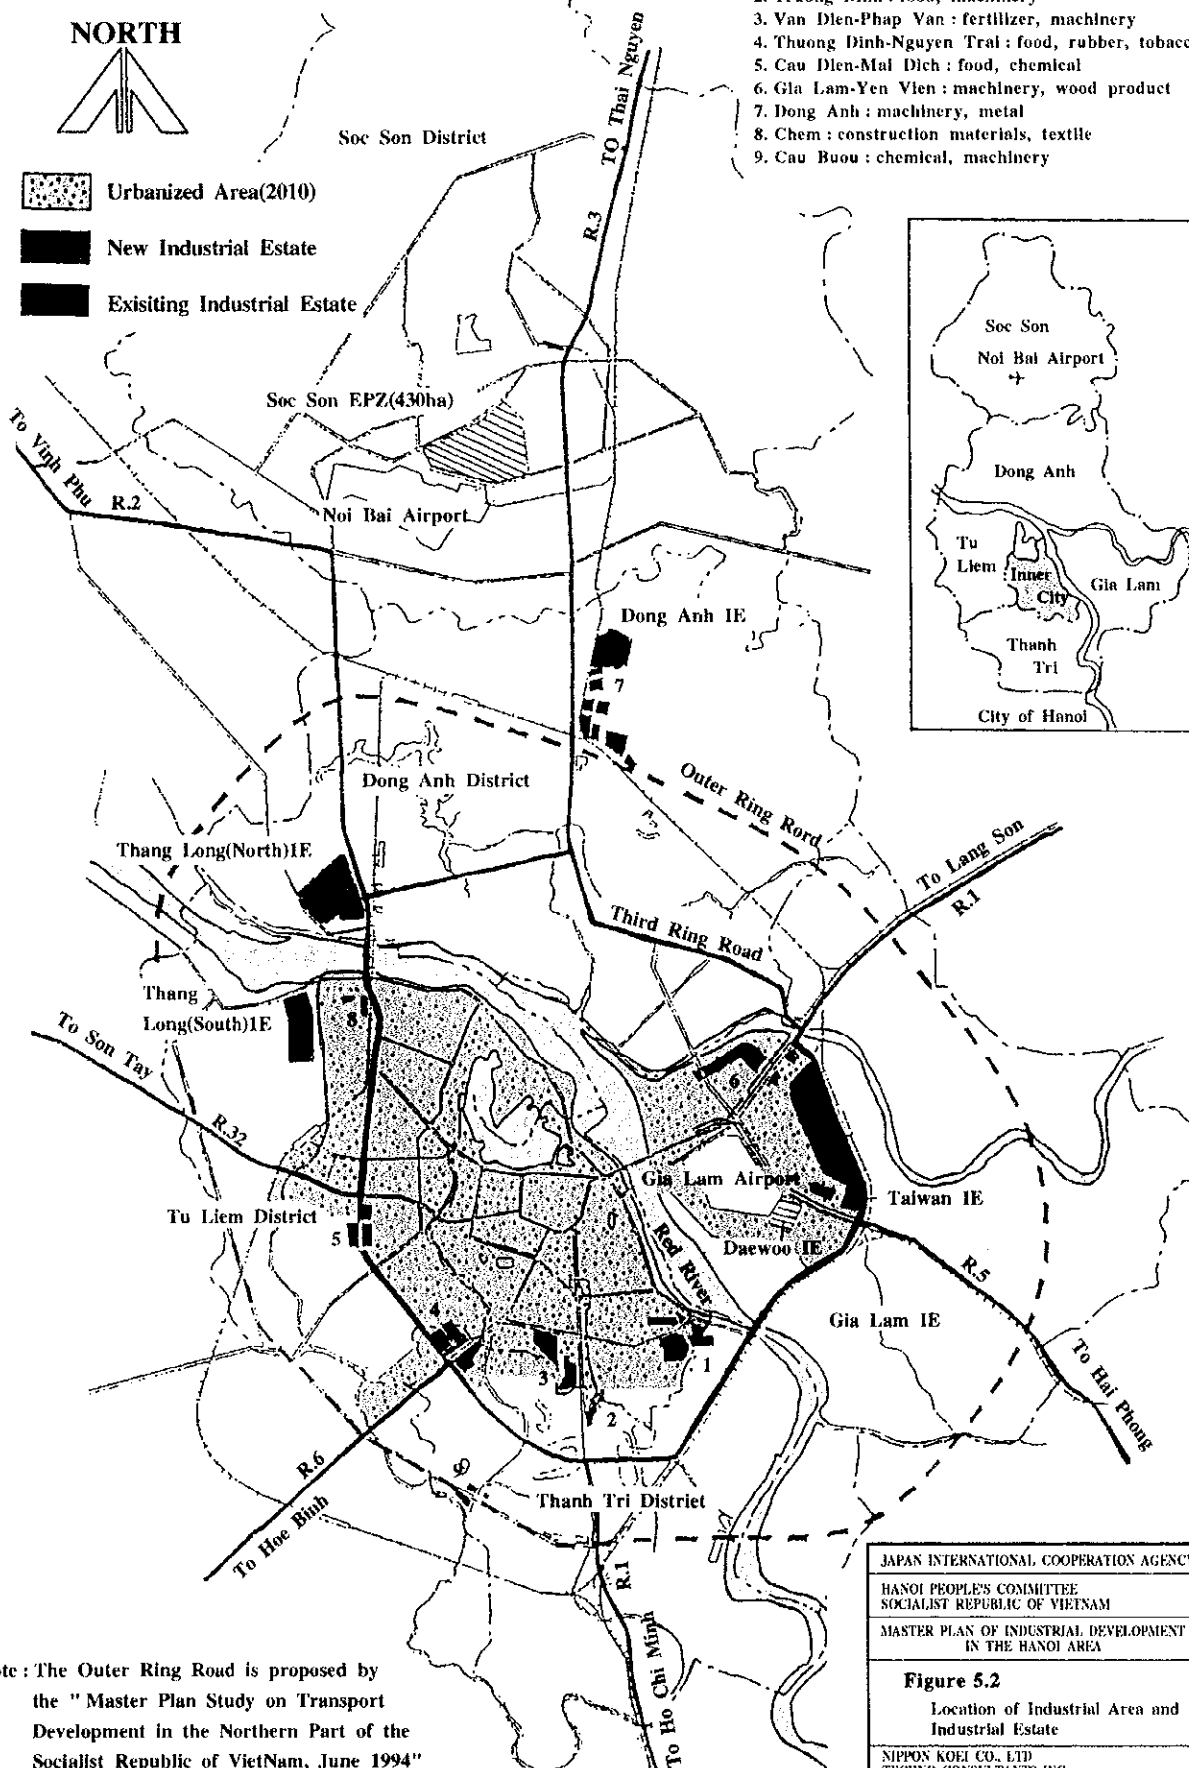 NORTH
Urbanized Area(2010)
New Industrial Estate
Exisiting Industrial Estate
3. Van Dien-Phap Van : fertilizer, machinery
4. Thuong Dinh-Nguyen Trai : food, rubber, tobacc
5. Cau Dien-Mai Dich : food, chemical
6. Gia Lam-Yen Vien : machinery, wood product
7. Dong Anh : machinery, metal
8. Chem : construction materials, textile
9. Cau Buou : chemical, machinery
TO Thai Nguyen
R.3
Soc Son District
Soc Son EPZ(430ha)
To Vinh Phu
R.2
Noi Bai Airport
Soc Son
Noi Bai Airport
Dong Anh
Tu
Liem
Inner
City
Gia Lam
Thanh
Tri
City of Hanoi
Dong Anh IE
7
Outer Ring Rord
Dong Anh District
Thang Long(North)IE
To Lang Son
R.1
Third Ring Road
Thang
Long(South)IE
8
To Son Tay
R.32
6
Gia Lam Airport
Taiwan IE
Tu Liem District
5
Daewoo IE
Red River
R.5
4
Gia Lam IE
To Hai Phong
3
1
2
R.6
To Hoe Binh
9
Thanh Tri District
R.1
To Ho Chi Minh
JAPAN INTERNATIONAL COOPERATION AGENCY
HANOI PEOPLE'S COMMITTEE
SOCIALIST REPUBLIC OF VIETNAM
MASTER PLAN OF INDUSTRIAL DEVELOPMENT
IN THE HANOI AREA
Figure 5.2
Location of Industrial Area and
Industrial Estate
NIPPON KOEI CO., LTD
te : The Outer Ring Road is proposed by
the " Master Plan Study on Transport
Development in the Northern Part of the
Socialist Republic of VietNam, June 1994"